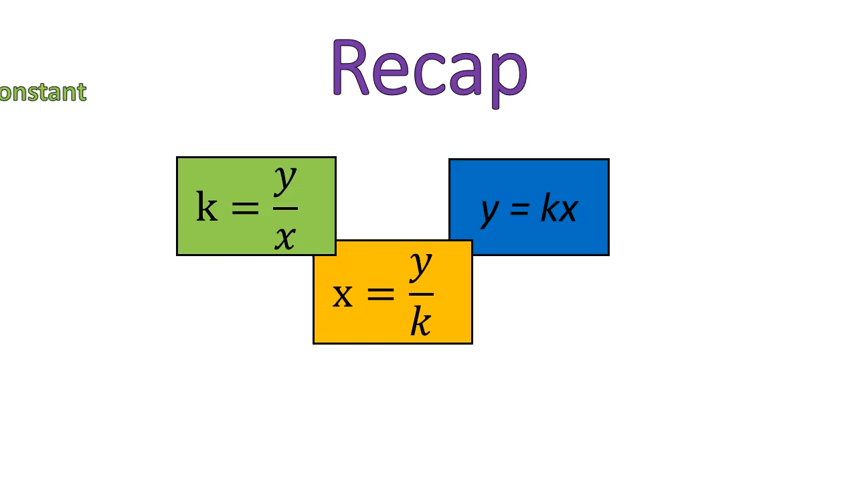 Recap
onstant
k = y/x
y = kx
x = y/k